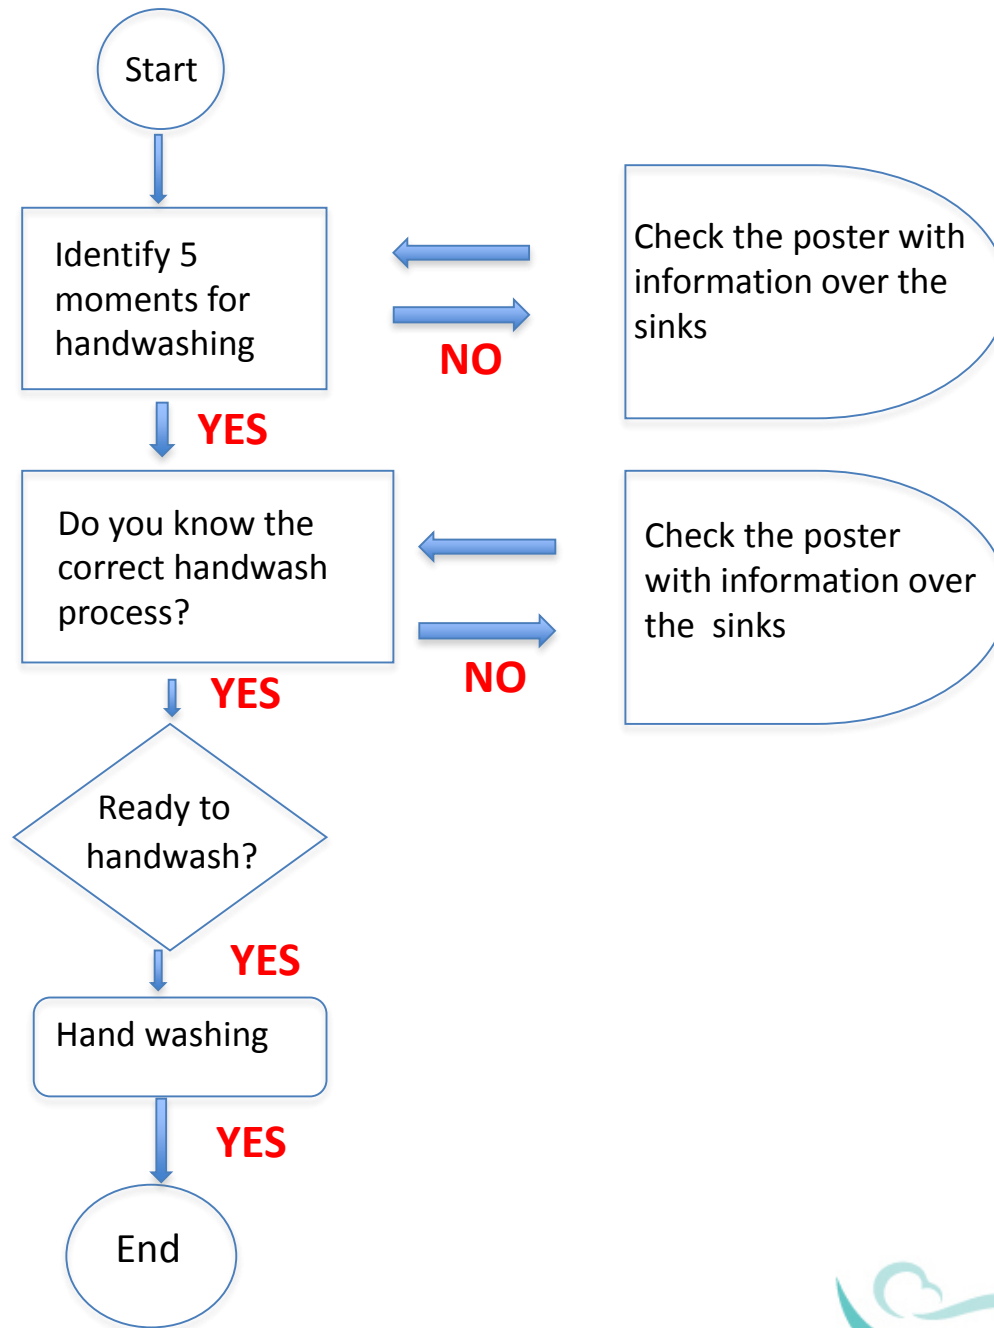 Start
Identify 5
moments for
handwashing
NO
Check the poster with
information over the
sinks
YES
Do you know the
correct handwash
process?
NO
Check the poster
with information over
the sinks
YES
Ready to
handwash?
YES
Hand washing
YES
End